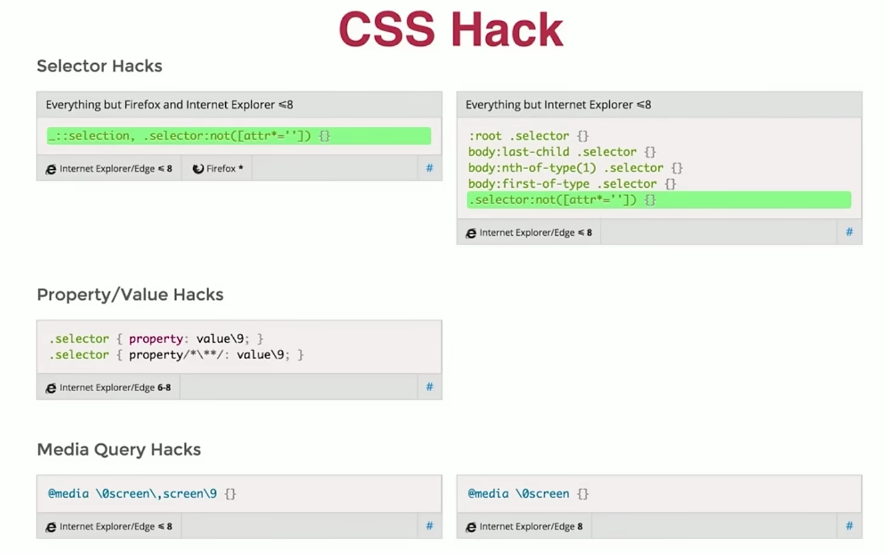 CSS Hack
Selector Hacks
Everything but Firefox and Internet Explorer ⩽8
_::selection, .selector:not([attr*='']) {}
Internet Explorer/Edge ⩽ 8
Firefox *
#
Everything but Internet Explorer ⩽8
:root .selector {}
body:last-child .selector {}
body:nth-of-type(1) .selector {}
body:first-of-type .selector {}
.selector:not([attr*='']) {}
Internet Explorer/Edge ⩽ 8
#
Property/Value Hacks
.selector { property: value\9; }
.selector { property/*\**/: value\9; }
Internet Explorer/Edge 6-8
#
Media Query Hacks
@media \0screen\,screen\9 {}
Internet Explorer/Edge ⩽ 8
#
@media \0screen {}
Internet Explorer/Edge 8
#